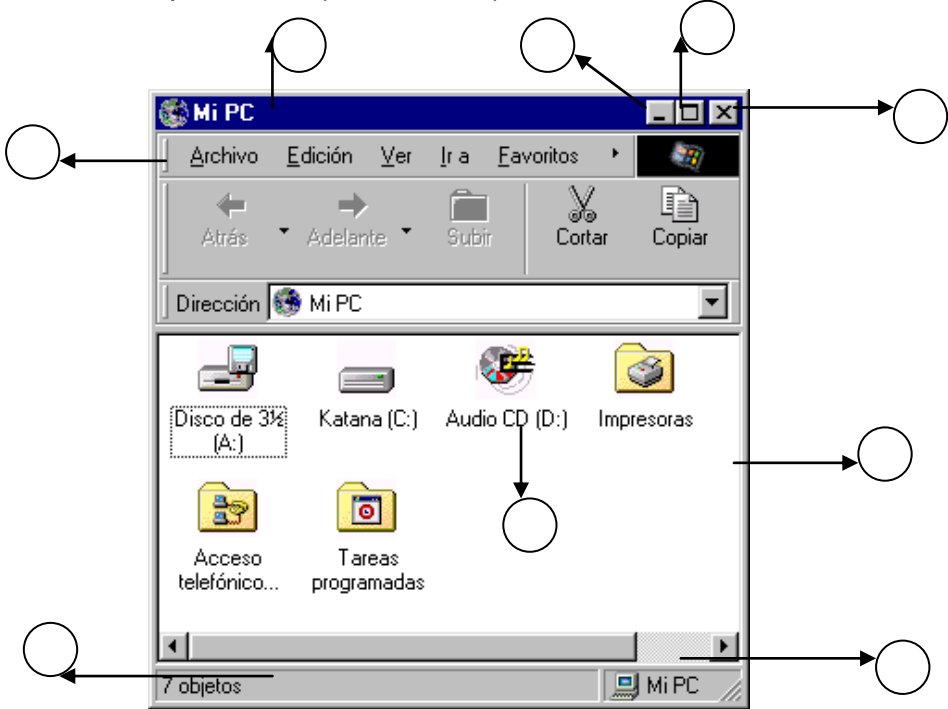 Mi PC
Archivo Edición Ver Ir a Favoritos
Atrás Adelante Subir Cortar Copiar
Dirección Mi PC
Disco de 3½ (A:)
Katana (C:)
Audio CD (D:)
Impresoras
Acceso telefónico...
Tareas programadas
7 objetos
Mi PC